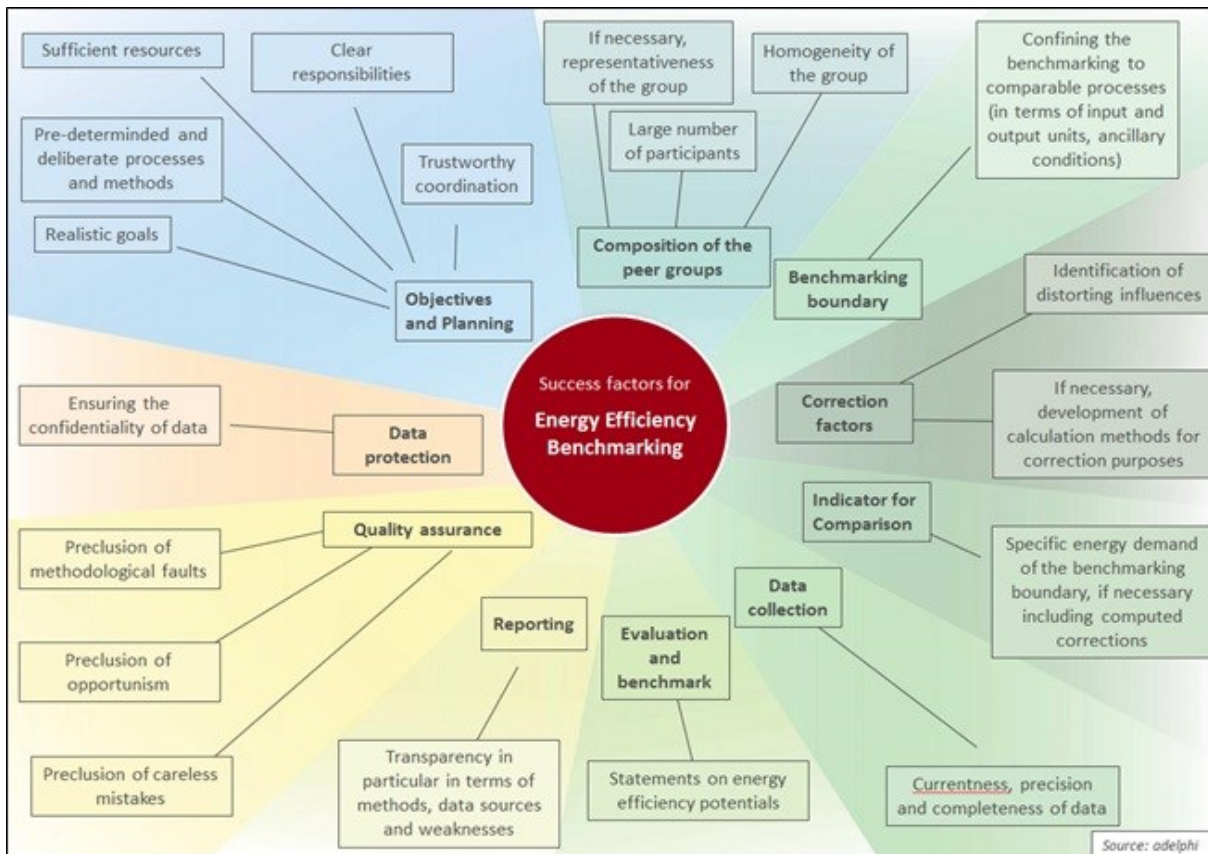 Sufficient resources
Clear
responsibilities
Pre-determinded and
deliberate processes
and methods
Trustworthy
coordination
Realistic goals
Objectives
and Planning
If necessary,
representativeness
of the group
Homogeneity of
the group
Large number
of participants
Composition of the
peer groups
Confining the
benchmarking to
comparable processes
(in terms of input and
output units, ancillary
conditions)
Benchmarking
boundary
Identification of
distorting influences
Correction
factors
If necessary,
development of
calculation methods for
correction purposes
Success factors for
Energy Efficiency
Benchmarking
Ensuring the
confidentiality of data
Data
protection
Indicator for
Comparison
Specific energy demand
of the benchmarking
boundary, if necessary
including computed
corrections
Quality assurance
Preclusion of
methodological faults
Preclusion of
opportunism
Preclusion of careless
mistakes
Reporting
Transparency in
particular in terms of
methods, data sources
and weaknesses
Evaluation
and
benchmark
Statements on energy
efficiency potentials
Data
collection
Currentness, precision
and completeness of data
Source: adelphi